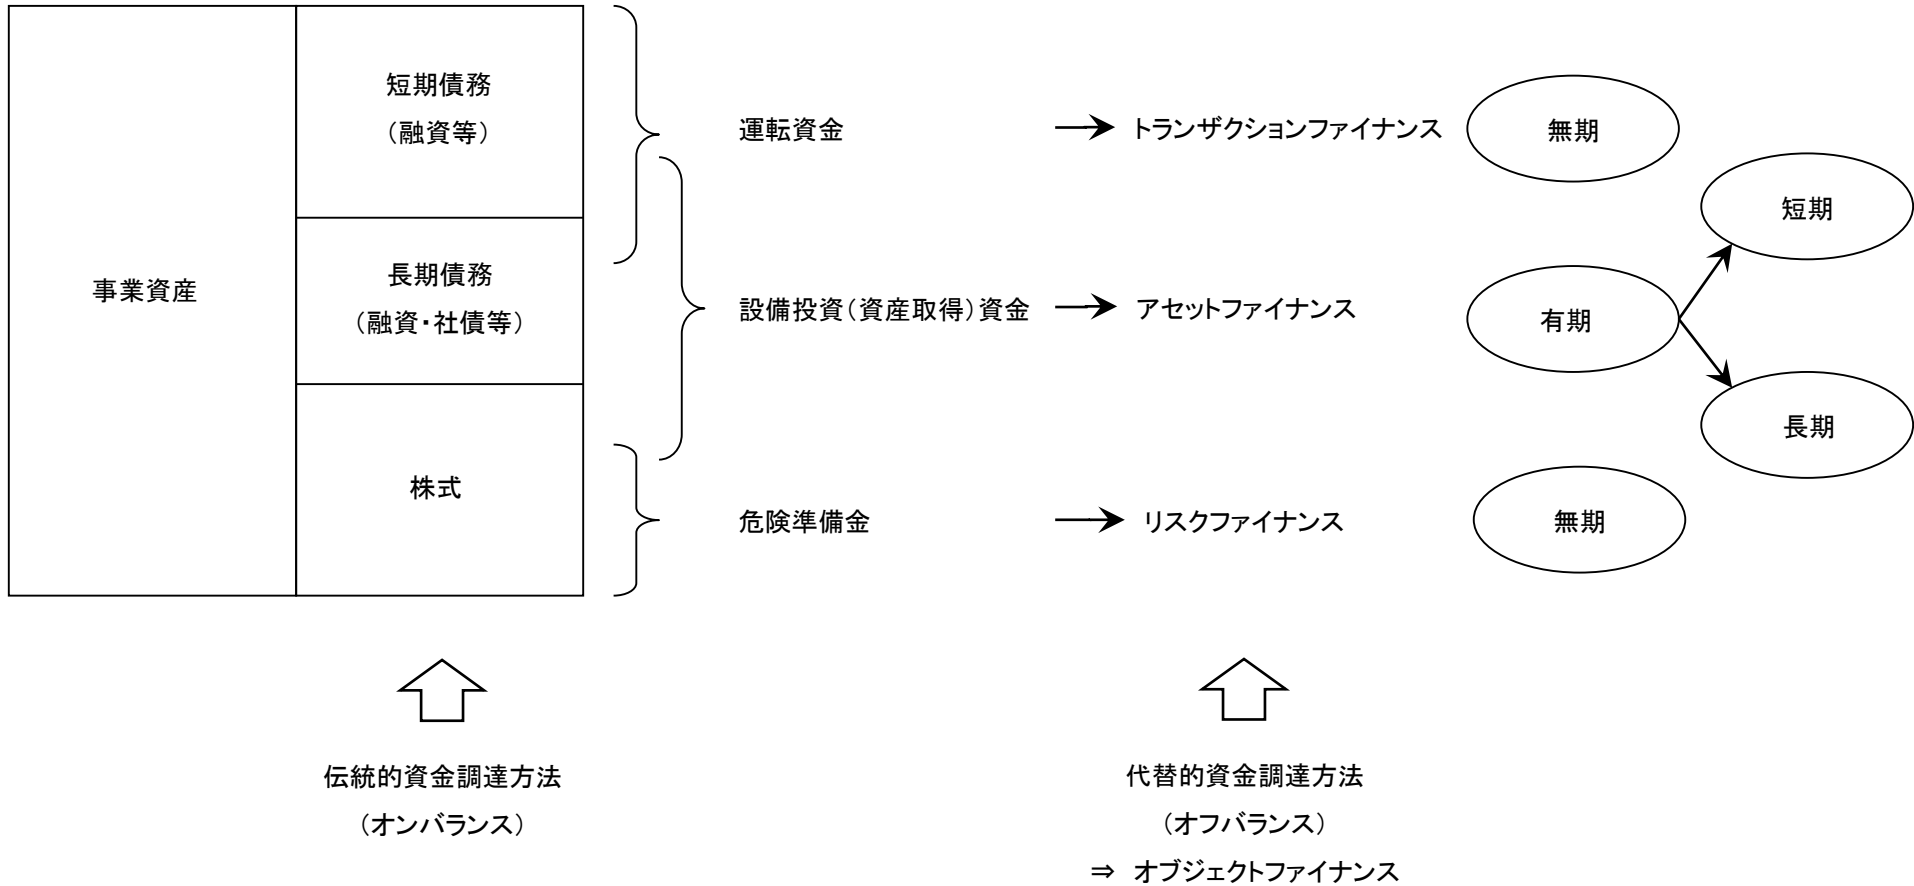 事業資産
短期債務
（融資等）
長期債務
（融資・社債等）
株式
運転資金
トランザクションファイナンス
無期
短期
設備投資（資産取得）資金
アセットファイナンス
有期
長期
危険準備金
リスクファイナンス
無期
伝統的資金調達方法
（オンバランス）
代替的資金調達方法
（オフバランス）
⇒ オブジェクトファイナンス